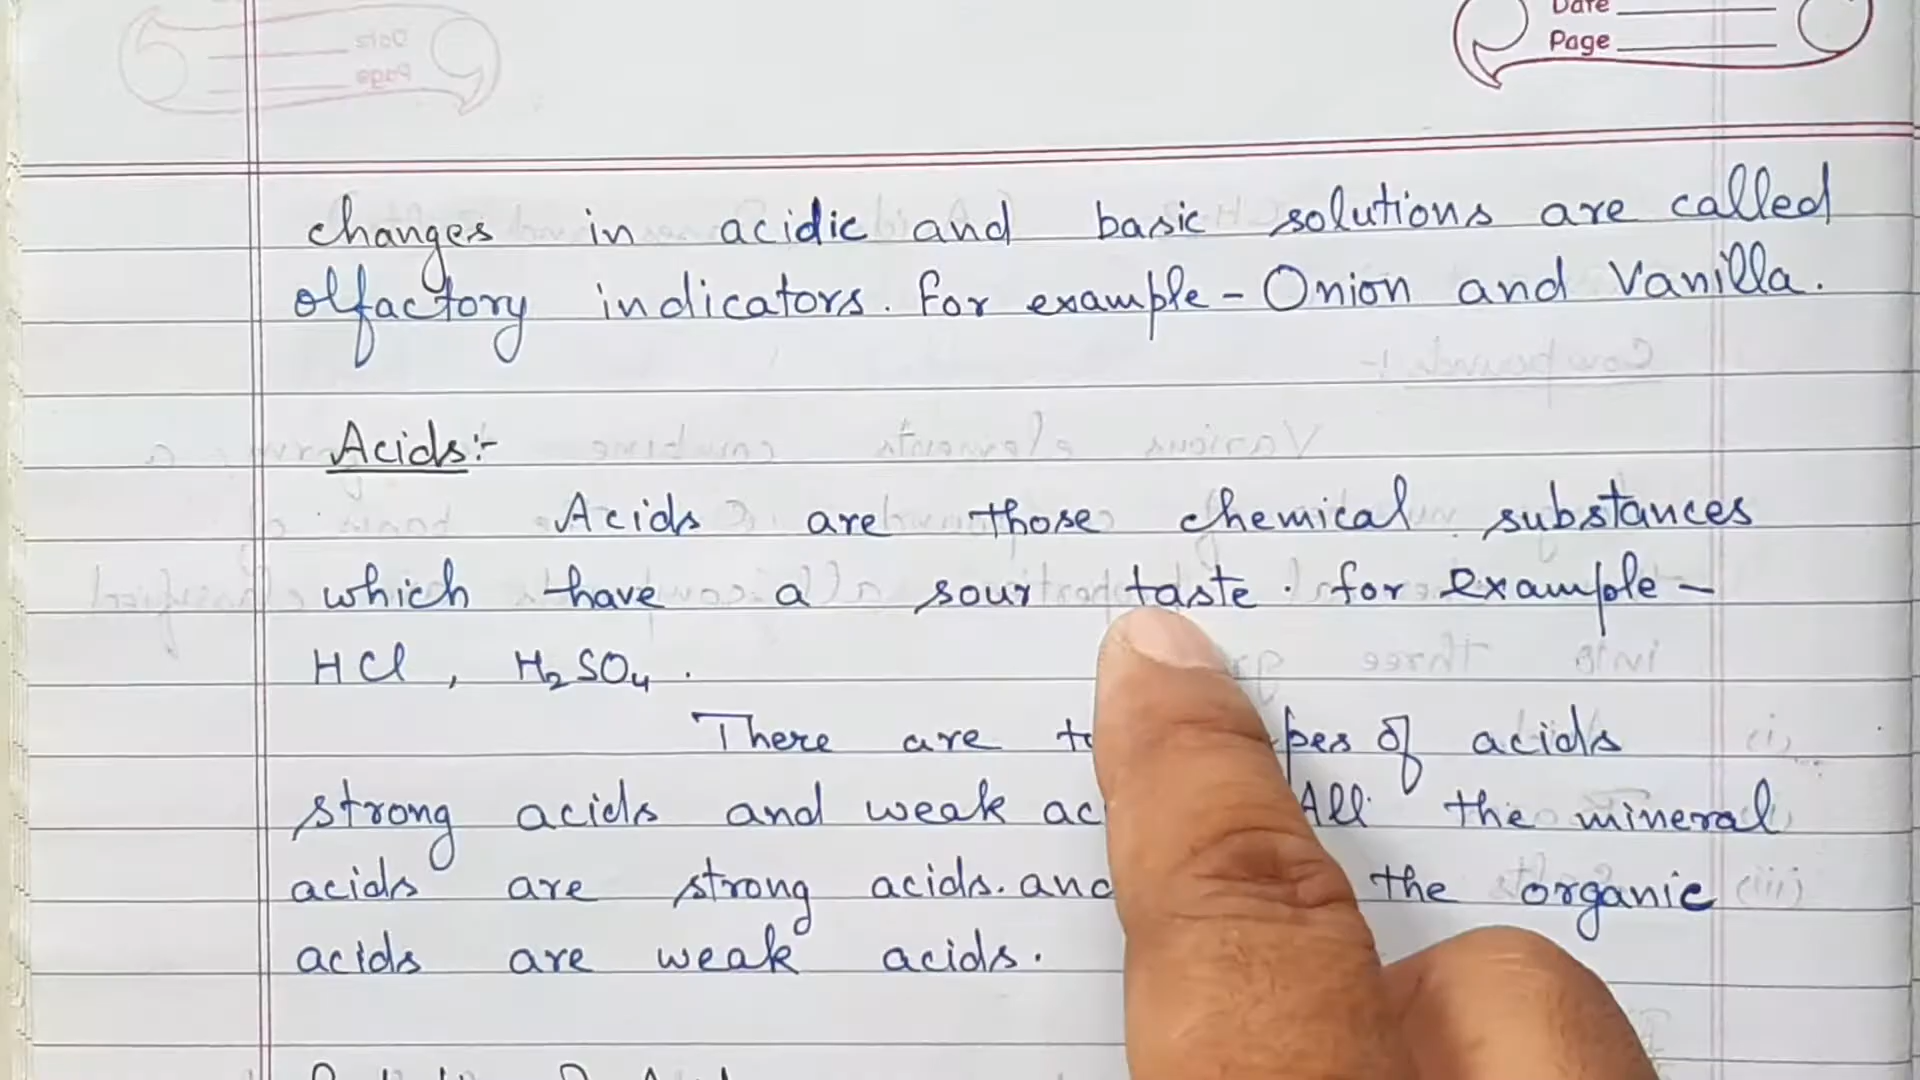 Date
Page
changes in acidic and basic solutions are called
olfactory indicators. For example - Onion and Vanilla.
Acids:-
Acids are those chemical substances
which have a sour taste. for example -
HCl, H₂SO₄.
There are of acids
strong acids and weak All the mineral
acids are strong acids. and the organic
acids are weak acids.